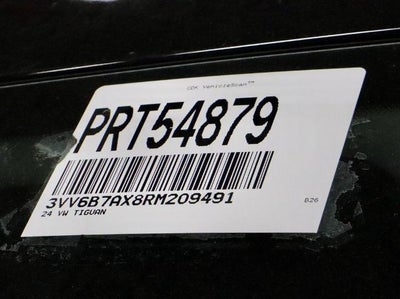 CDK VehicleScan™
PRT54879
3VV6B7AX8RM209491
24 VW TIGUAN
B26